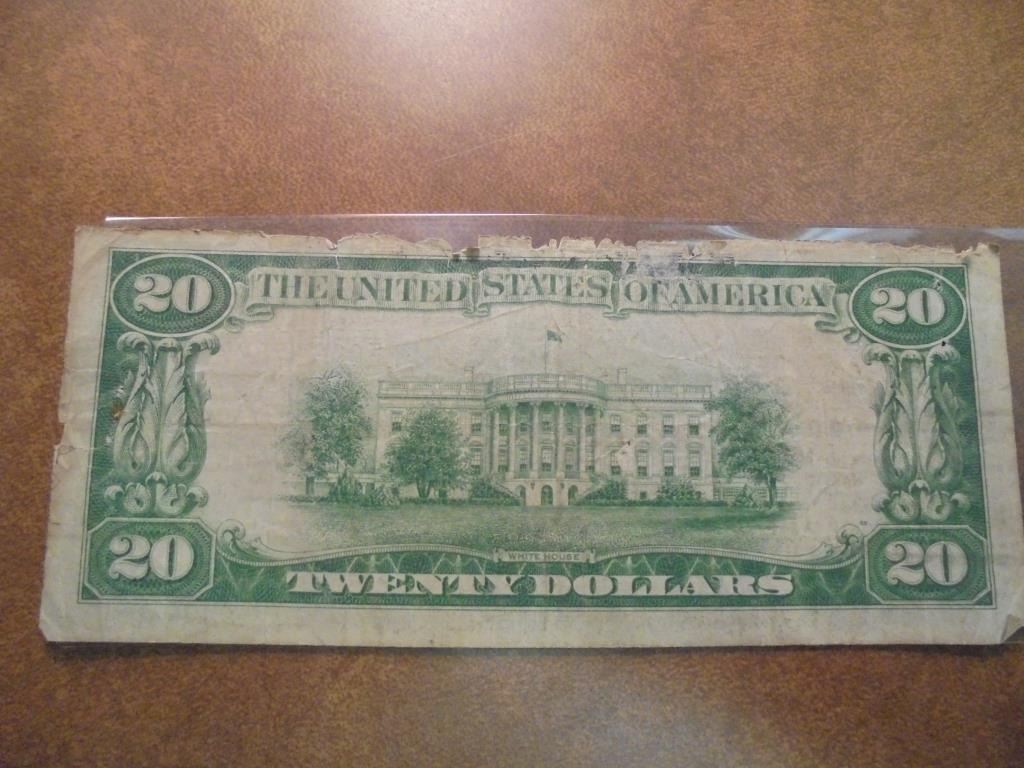 20 THE UNITED STATES OF AMERICA 20
WHITE HOUSE
20 TWENTY DOLLARS 20